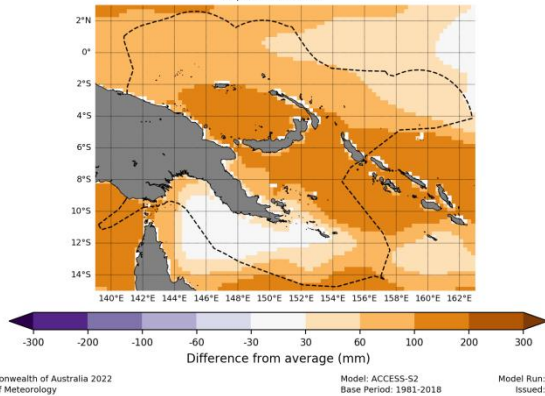 2°N
0°
2°S
4°S
6°S
8°S
10°S
12°S
14°S
140°E 142°E 144°E 146°E 148°E 150°E 152°E 154°E 156°E 158°E 160°E 162°E
-300 -200 -100 -60 -30 30 60 100 200 300
Difference from average (mm)
onwealth of Australia 2022 Model: ACCESS-S2 Model Run:
of Meteorology Base Period: 1981-2018 Issued: